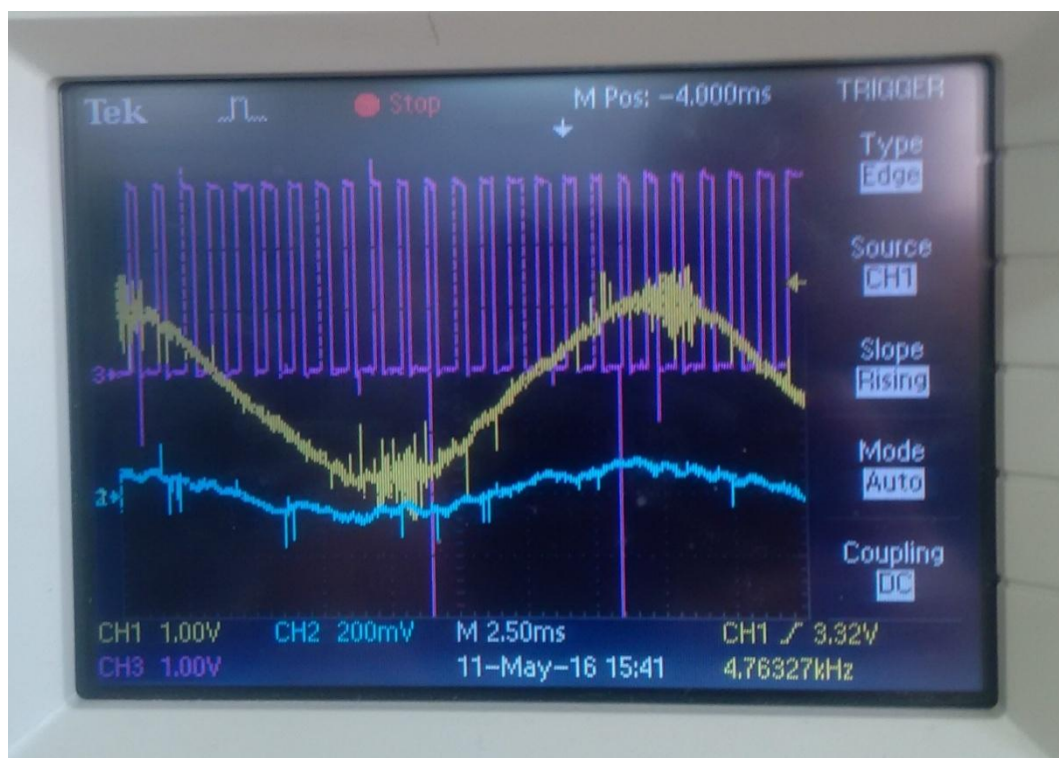 Tek Stop M Pos: -4.000ms TRIGGER
Type
Edge
Source
CH1
Slope
Rising
Mode
Auto
Coupling
DC
3
2
CH1 1.00V CH2 200mV M 2.50ms CH1 3.32V
CH3 1.00V 11-May-16 15:41 4.76327kHz